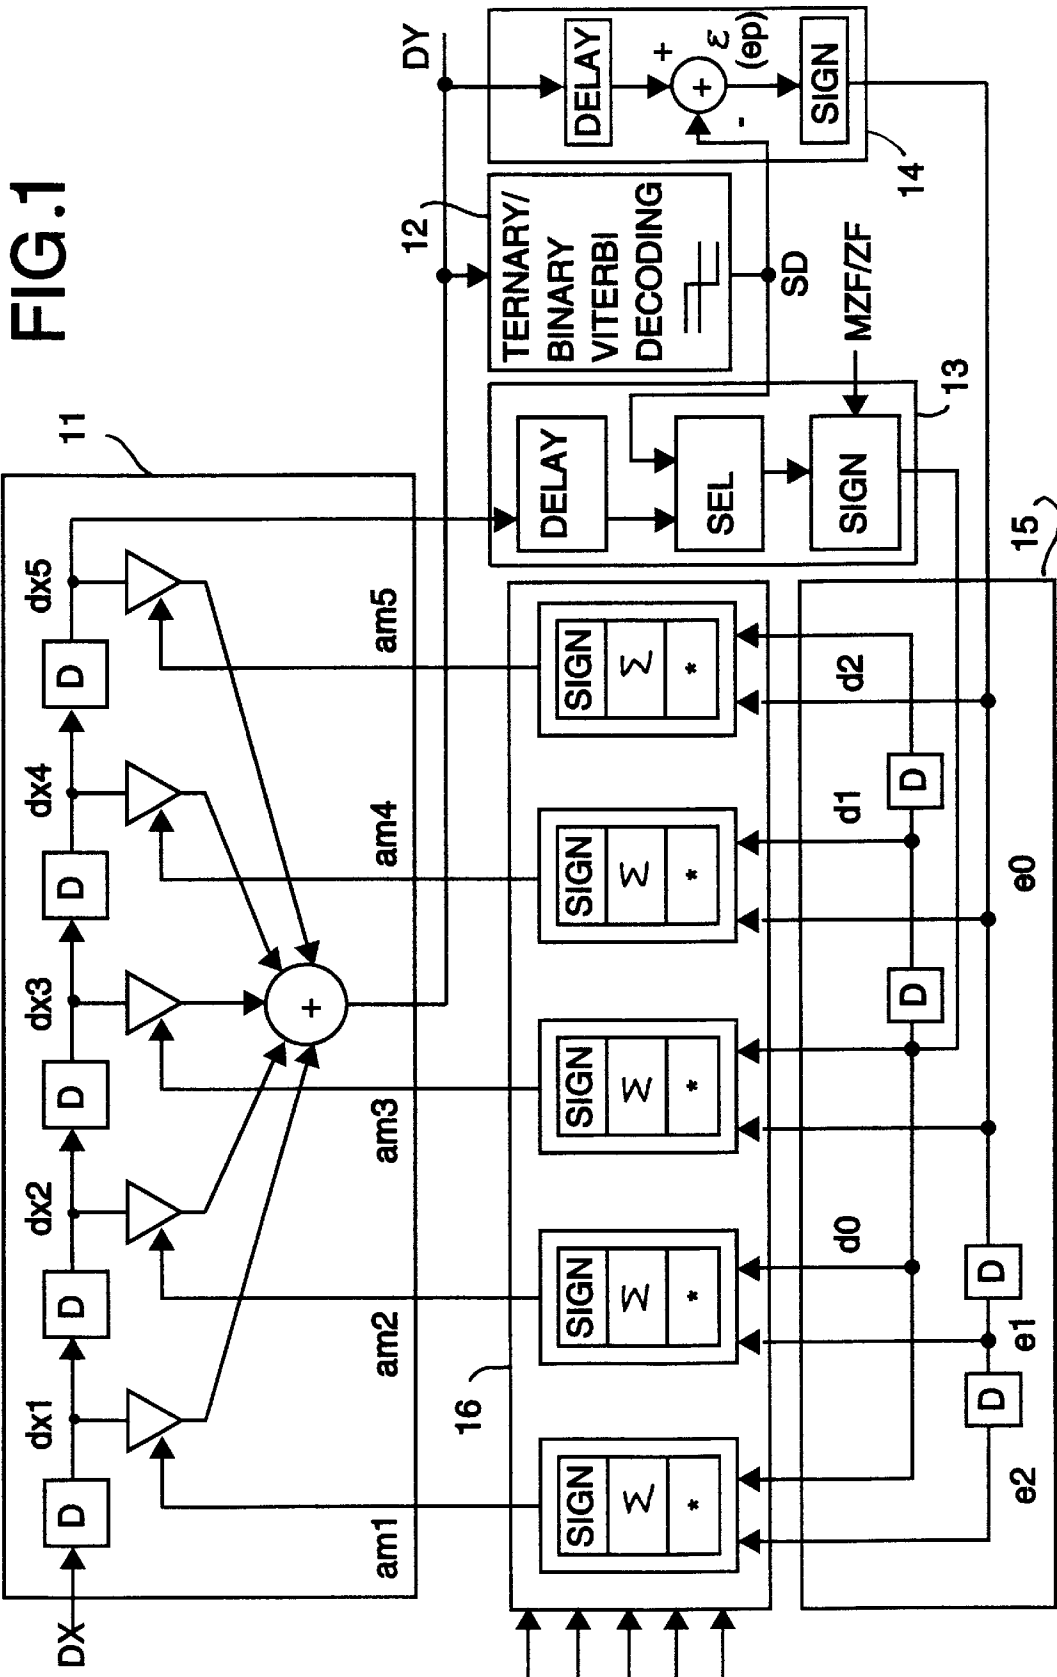 FIG.1
11
DX
D
dx1
D
dx2
D
dx3
D
dx4
D
dx5
+
am1
am2
am3
am4
am5
DY
12
TERNARY/
BINARY
VITERBI
DECODING
SD
DELAY
+
+
-
ε
(ep)
SIGN
14
DELAY
SEL
SIGN
MZF/ZF
13
16
SIGN
Σ
*
SIGN
Σ
*
SIGN
Σ
*
SIGN
Σ
*
SIGN
Σ
*
15
d0
D
d1
D
d2
e2
D
e1
D
e0